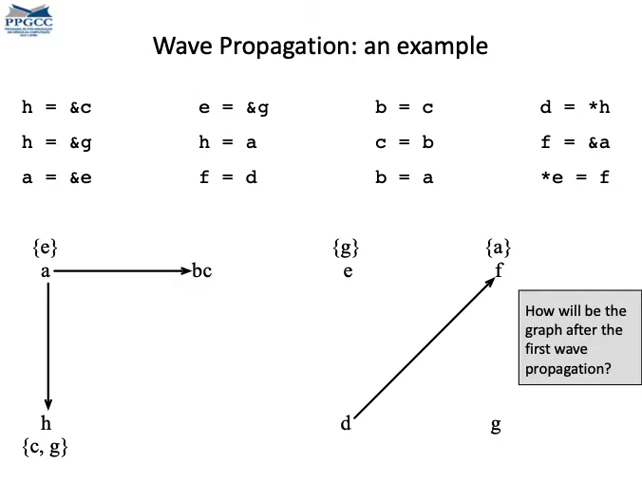 PPGCC
Wave Propagation: an example
h = &c e = &g b = c d = *h
h = &g h = a c = b f = &a
a = &e f = d b = a *e = f
{e} {g} {a}
a bc e f
How will be the
graph after the
first wave
propagation?
h d g
{c, g}